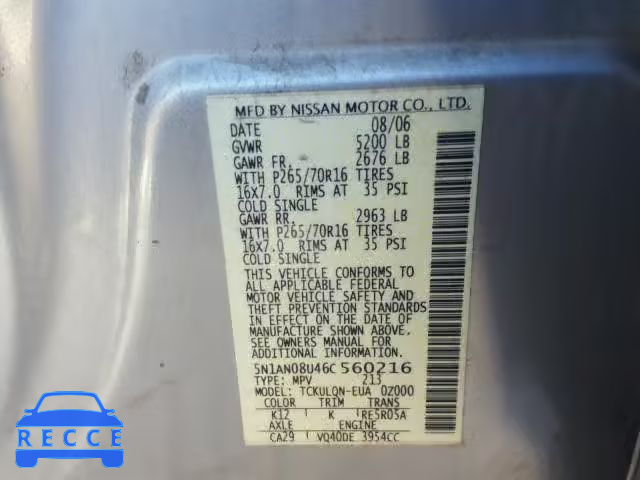 MFD BY NISSAN MOTOR CO., LTD.
DATE 08/06
GVWR 5200 LB
GAWR FR. 2676 LB
WITH P265/70R16 TIRES
16X7.0 RIMS AT 35 PSI
COLD SINGLE
GAWR RR. 2963 LB
WITH P265/70R16 TIRES
16X7.0 RIMS AT 35 PSI
COLD SINGLE
THIS VEHICLE CONFORMS TO
ALL APPLICABLE FEDERAL
MOTOR VEHICLE SAFETY AND
THEFT PREVENTION STANDARDS
IN EFFECT ON THE DATE OF
MANUFACTURE SHOWN ABOVE.
SEE OWNERS MANUAL FOR
ADDITIONAL INFORMATION.
5N1AN08U46C560216
TYPE: MPV 213
MODEL: TCKULQN-EUA 0Z000
COLOR TRIM TRANS
K12 K RE5R05A
AXLE ENGINE
CA29 VQ40DE 3954CC
RECCE